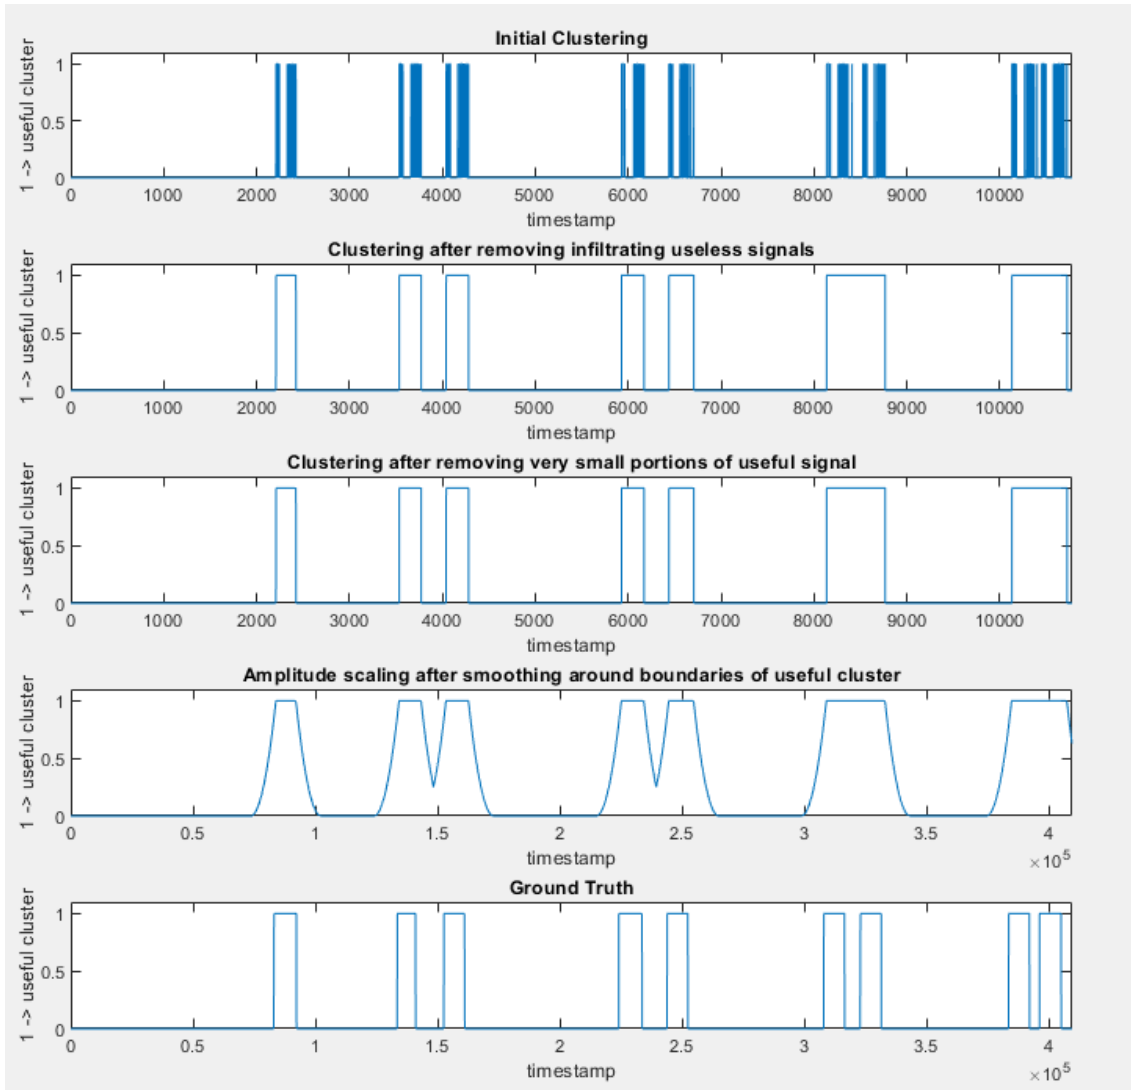 Initial Clustering
1 -> useful cluster
1
0.5
0
0 1000 2000 3000 4000 5000 6000 7000 8000 9000 10000
timestamp
Clustering after removing infiltrating useless signals
1 -> useful cluster
1
0.5
0
0 1000 2000 3000 4000 5000 6000 7000 8000 9000 10000
timestamp
Clustering after removing very small portions of useful signal
1 -> useful cluster
1
0.5
0
0 1000 2000 3000 4000 5000 6000 7000 8000 9000 10000
timestamp
Amplitude scaling after smoothing around boundaries of useful cluster
1 -> useful cluster
1
0.5
0
0 0.5 1 1.5 2 2.5 3 3.5 4
timestamp
×10⁵
Ground Truth
1 -> useful cluster
1
0.5
0
0 0.5 1 1.5 2 2.5 3 3.5 4
timestamp
×10⁵